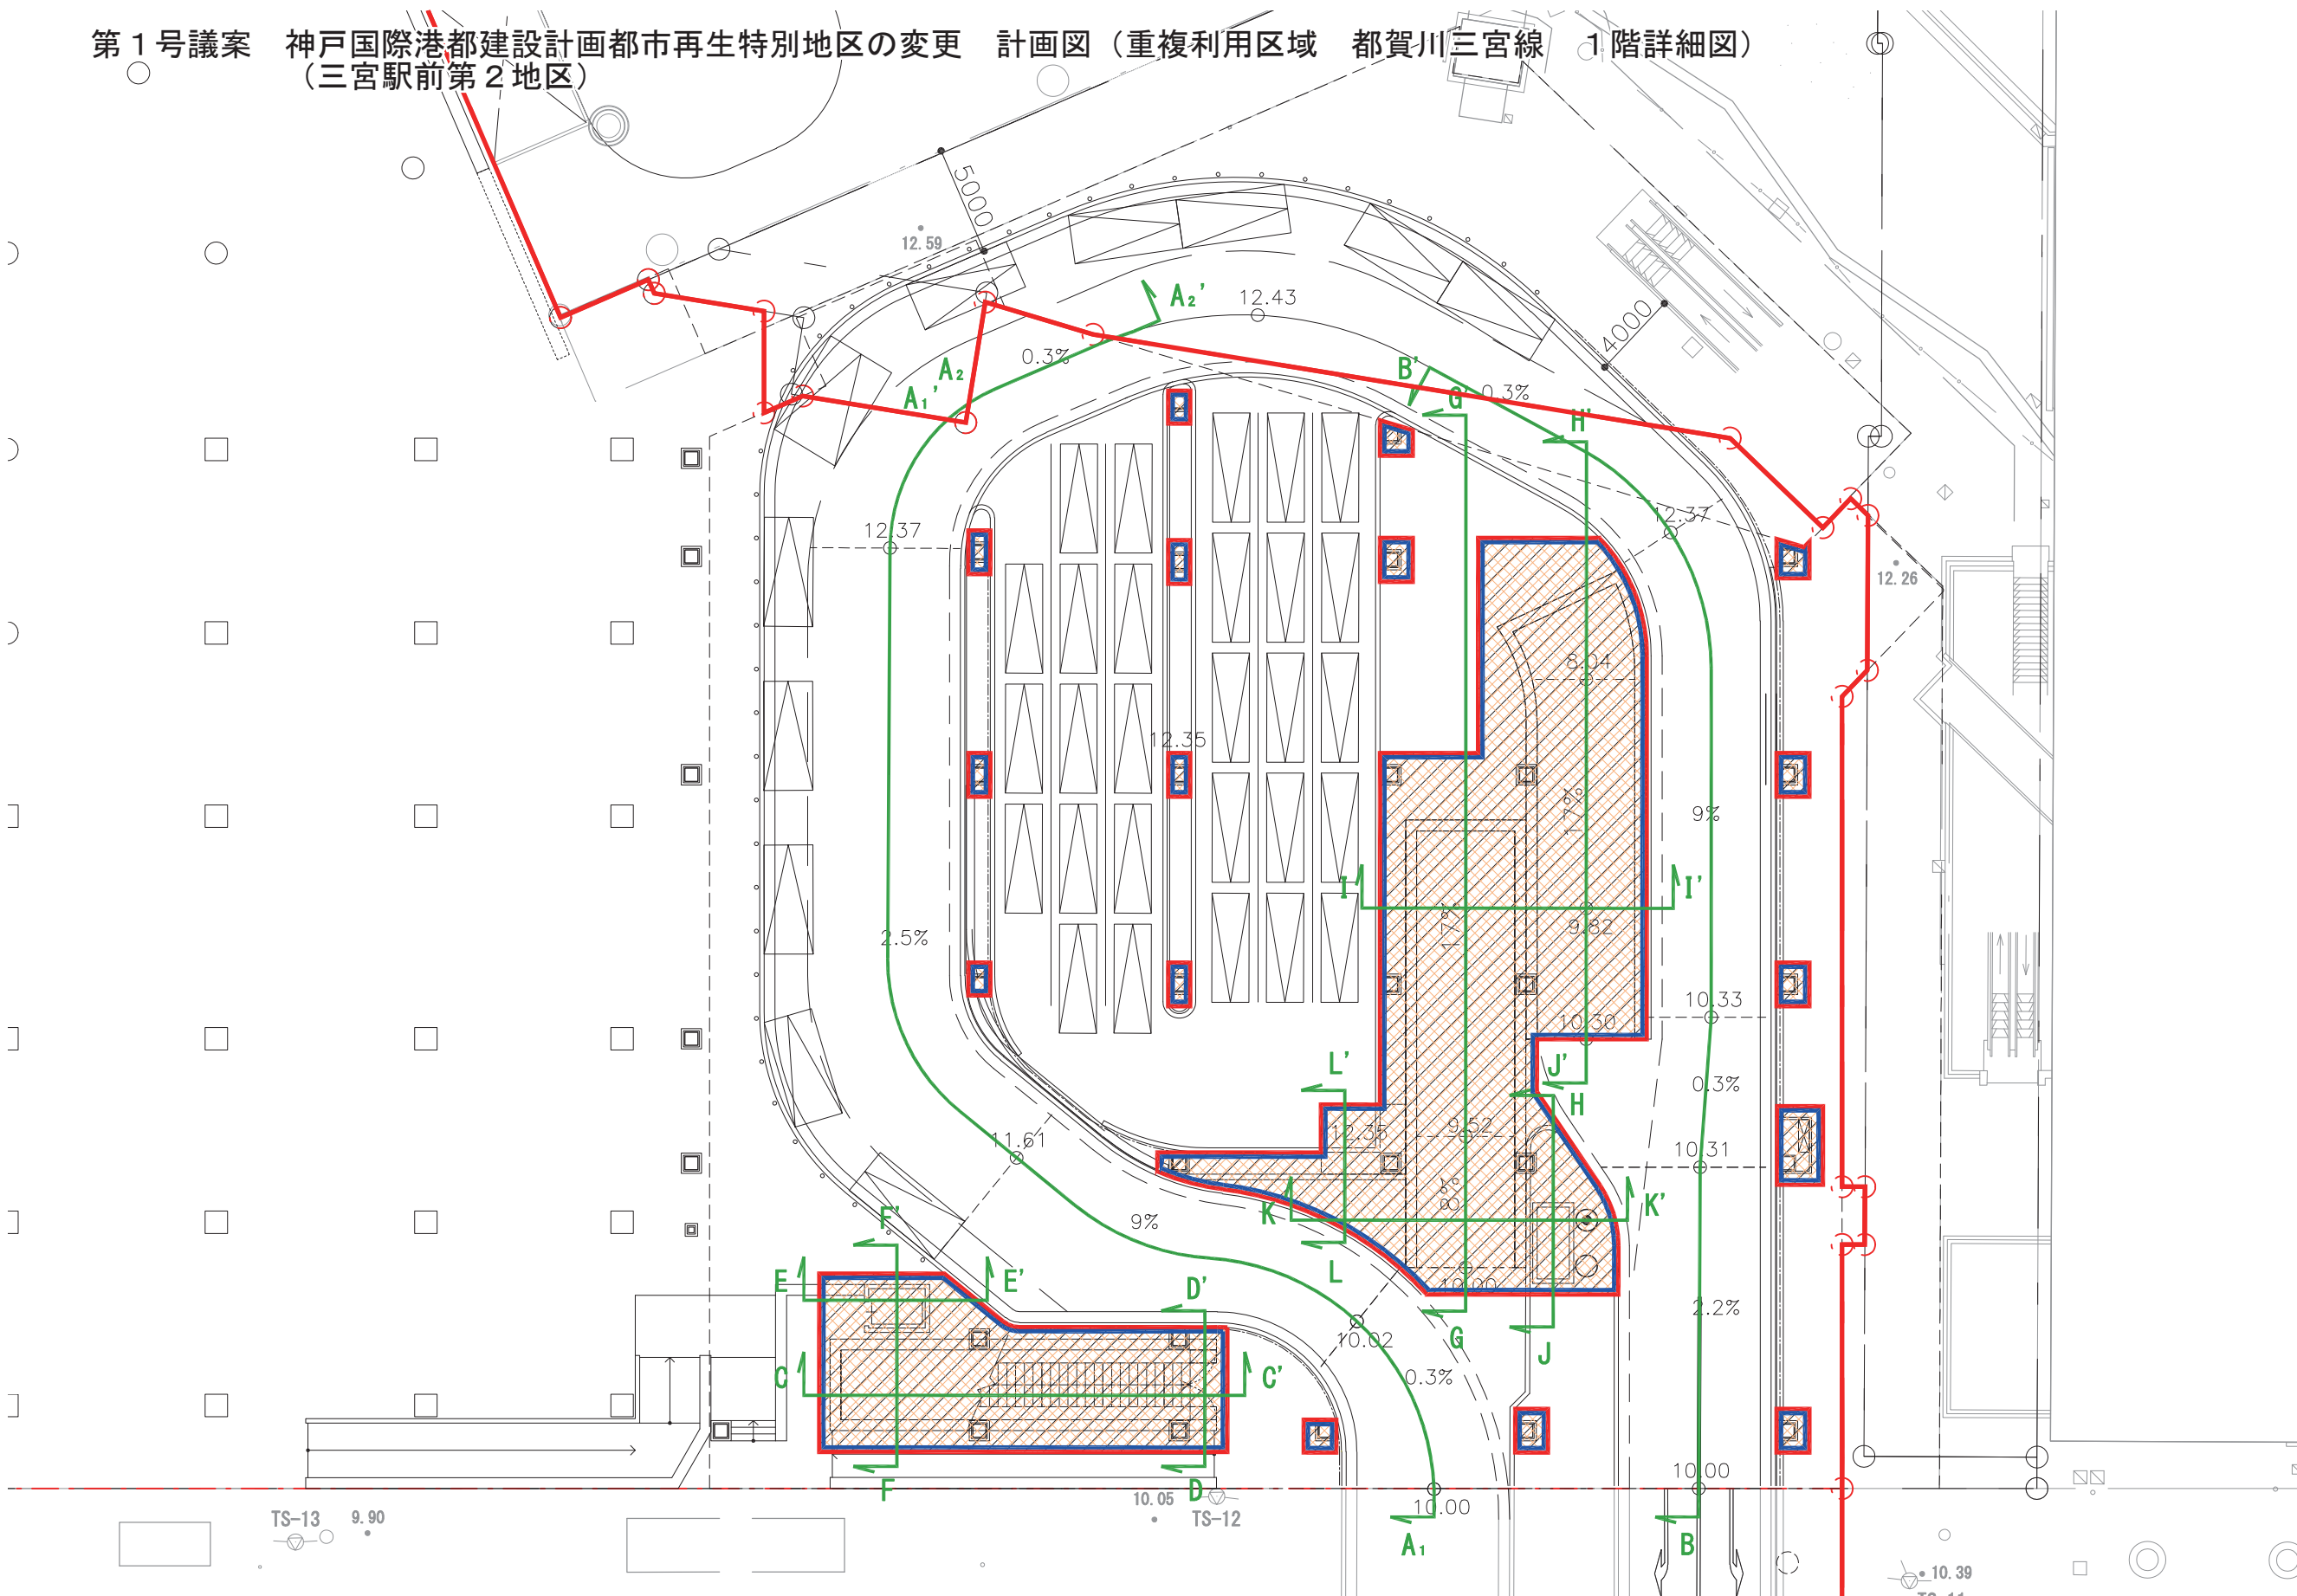 第1号議案　神戸国際港都建設計画都市再生特別地区の変更　計画図（重複利用区域　都賀川三宮線　1階詳細図）
（三宮駅前第２地区）
5000
12.59
A₂'
12.43
4000
0.3%
A₂
B'
A₁'
0.3%
G'
H'
12.37
12.37
12.26
8.04
12.35
17%
9%
I
I'
17%
9.82
2.5%
10.33
10.30
L'
J'
0.3%
H
12.35
9.52
11.61
10.31
8%
K
K'
F'
9%
L
E
E'
10.00
D'
2.2%
G
10.02
J
C
C'
0.3%
10.00
F
D
10.05
10.00
TS-13
9.90
TS-12
A₁
B
10.39